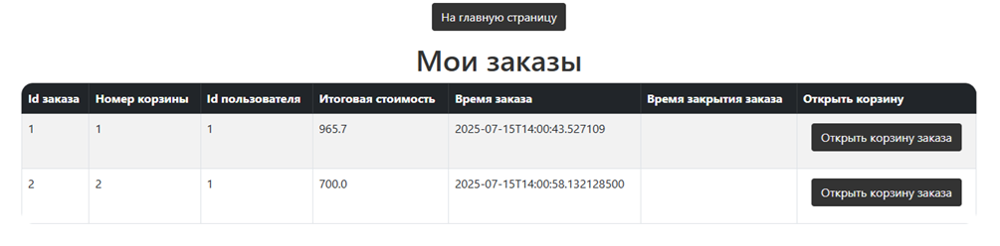 На главную страницу
Мои заказы
Id заказа Номер корзины Id пользователя Итоговая стоимость Время заказа Время закрытия заказа Открыть корзину
1 1 1 965.7 2025-07-15T14:00:43.527109 Открыть корзину заказа
2 2 1 700.0 2025-07-15T14:00:58.132128500 Открыть корзину заказа